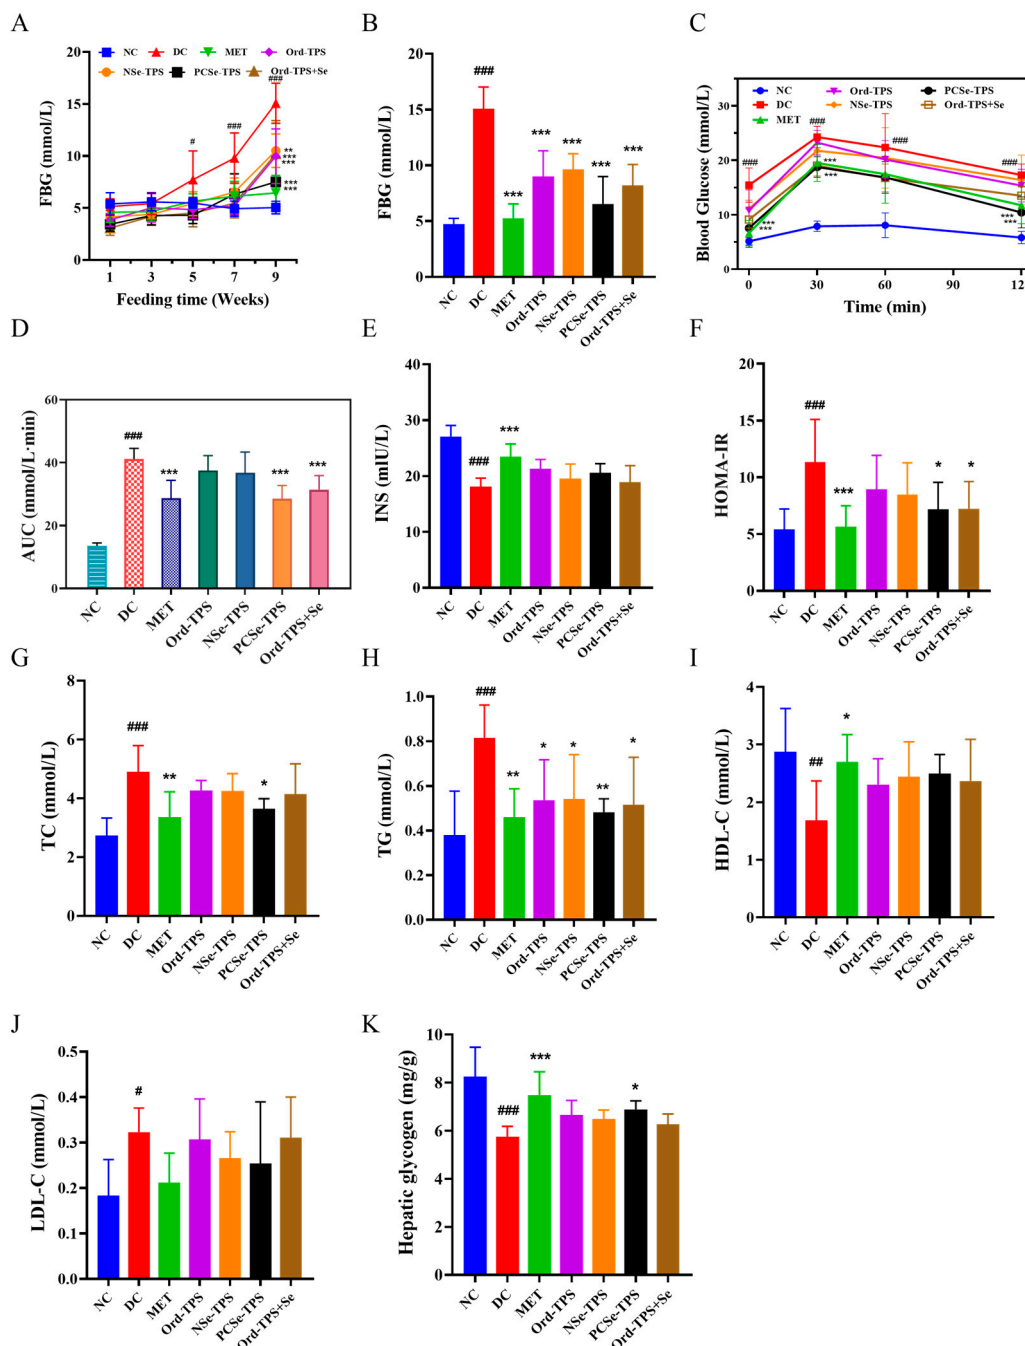 A
NC DC MET Ord-TPS
NSe-TPS PCSe-TPS Ord-TPS+Se
FBG (mmol/L)
20
15
10
5
0
# ### ###
**
***
***
***
***
1 3 5 7 9
Feeding time (Weeks)
B
FBG (mmol/L)
20
15
10
5
0
### *** *** *** *** ***
NC DC MET Ord-TPS NSe-TPS PCSe-TPS Ord-TPS+Se
C
NC Ord-TPS PCSe-TPS
DC NSe-TPS Ord-TPS+Se
MET
Blood Glucose (mmol/L)
30
20
10
0
### ### ### ###
***
***
***
***
***
***
0 30 60 90 12
Time (min)
D
AUC (mmol/L·min)
60
40
20
0
### *** *** ***
NC DC MET Ord-TPS NSe-TPS PCSe-TPS Ord-TPS+Se
E
INS (mIU/L)
40
30
20
10
0
### ***
NC DC MET Ord-TPS NSe-TPS PCSe-TPS Ord-TPS+Se
F
HOMA-IR
20
15
10
5
0
### *** * *
NC DC MET Ord-TPS NSe-TPS PCSe-TPS Ord-TPS+Se
G
TC (mmol/L)
8
6
4
2
0
### ** *
NC DC MET Ord-TPS NSe-TPS PCSe-TPS Ord-TPS+Se
H
TG (mmol/L)
1.0
0.8
0.6
0.4
0.2
0.0
### ** * * ** *
NC DC MET Ord-TPS NSe-TPS PCSe-TPS Ord-TPS+Se
I
HDL-C (mmol/L)
4
3
2
1
0
## *
NC DC MET Ord-TPS NSe-TPS PCSe-TPS Ord-TPS+Se
J
LDL-C (mmol/L)
0.5
0.4
0.3
0.2
0.1
0.0
#
NC DC MET Ord-TPS NSe-TPS PCSe-TPS Ord-TPS+Se
K
Hepatic glycogen (mg/g)
10
8
6
4
2
0
### *** *
NC DC MET Ord-TPS NSe-TPS PCSe-TPS Ord-TPS+Se